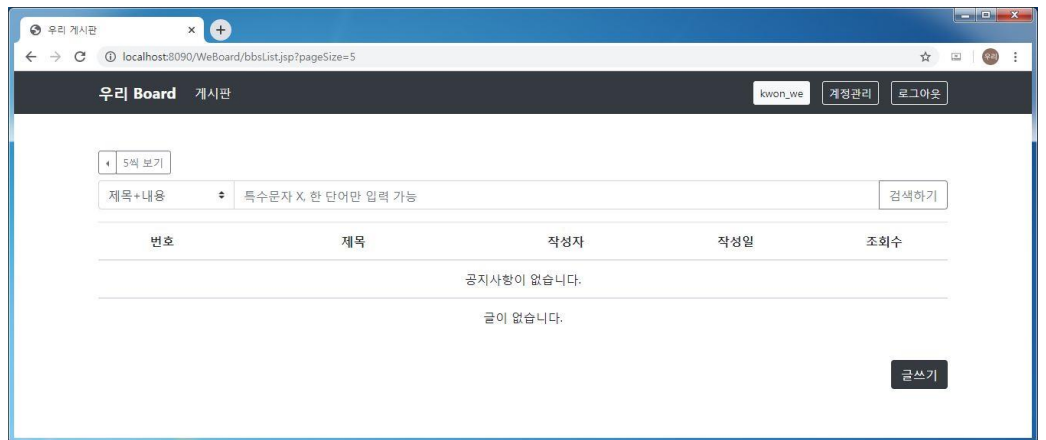 우리 게시판
localhost:8090/WeBoard/bbsList.jsp?pageSize=5
우리
우리 Board 게시판 kwon_we 계정관리 로그아웃
5씩 보기
제목+내용 특수문자 X, 한 단어만 입력 가능 검색하기
번호 제목 작성자 작성일 조회수
공지사항이 없습니다.
글이 없습니다.
글쓰기